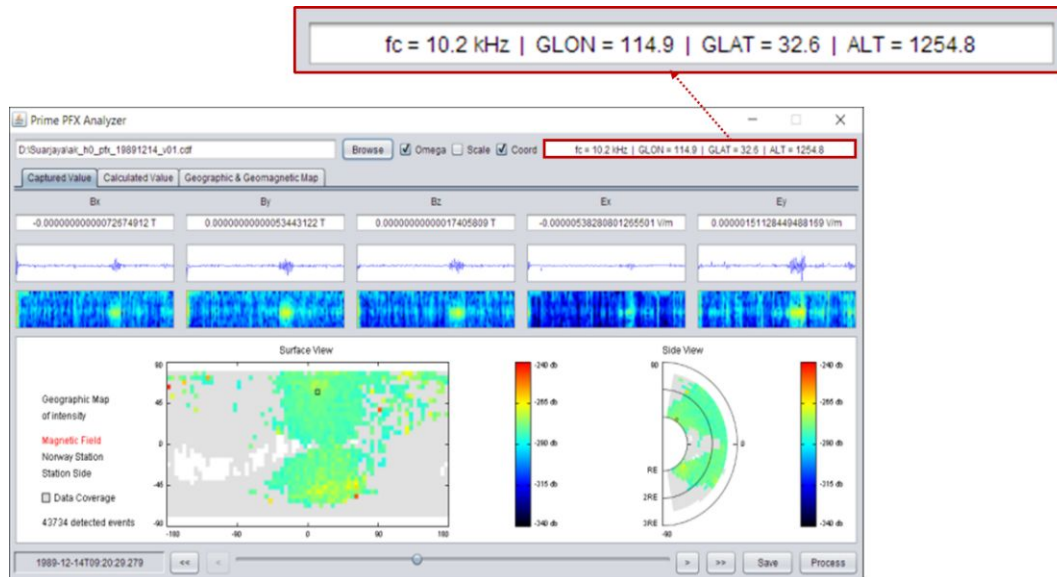 fc = 10.2 kHz | GLON = 114.9 | GLAT = 32.6 | ALT = 1254.8
Prime PFX Analyzer
D:\Suarjaya\ak_h0_pfx_19891214_v01.cdf Browse Omega Scale Coord fc = 10.2 kHz | GLON = 114.9 | GLAT = 32.6 | ALT = 1254.8
Captured Value Calculated Value Geographic & Geomagnetic Map
Bx By Bz Ex Ey
-0.00000000000072674912 T 0.00000000000053443122 T 0.00000000000017405809 T -0.00000538280801265501 V/m 0.00000151128449488169 V/m
Surface View Side View
90 -240 db 90 -240 db
Geographic Map
of intensity
45 -265 db -265 db
Magnetic Field
Norway Station
Station Side
0 -290 db 0 -290 db
Data Coverage
-45 -315 db RE -315 db
2RE
43734 detected events
-90 -340 db 3RE -340 db
-180 -90 0 90 180 -90
1989-12-14T09:20:29.279 << < > >> Save Process